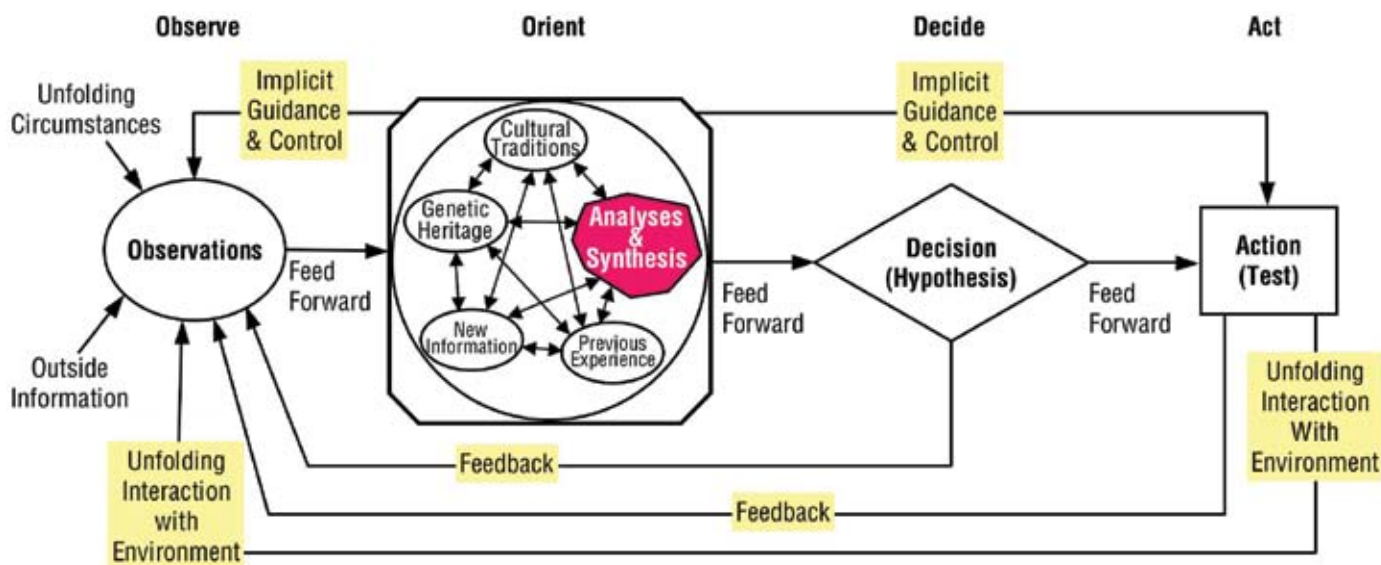 Observe
Orient
Decide
Act
Unfolding
Circumstances
Implicit
Guidance
& Control
Cultural
Traditions
Genetic
Heritage
Analyses
&
Synthesis
New
Information
Previous
Experience
Implicit
Guidance
& Control
Observations
Feed
Forward
Outside
Information
Feed
Forward
Decision
(Hypothesis)
Feed
Forward
Action
(Test)
Unfolding
Interaction
with
Environment
Feedback
Feedback
Unfolding
Interaction
With
Environment